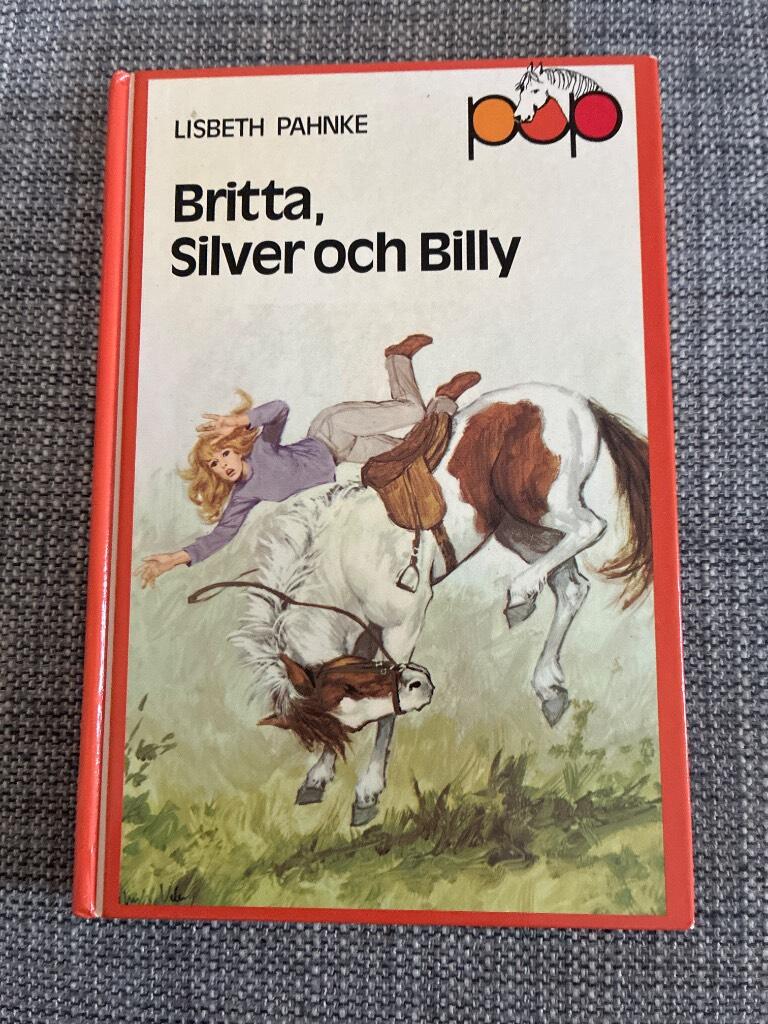 LISBETH PAHNKE
pop
Britta,
Silver och Billy